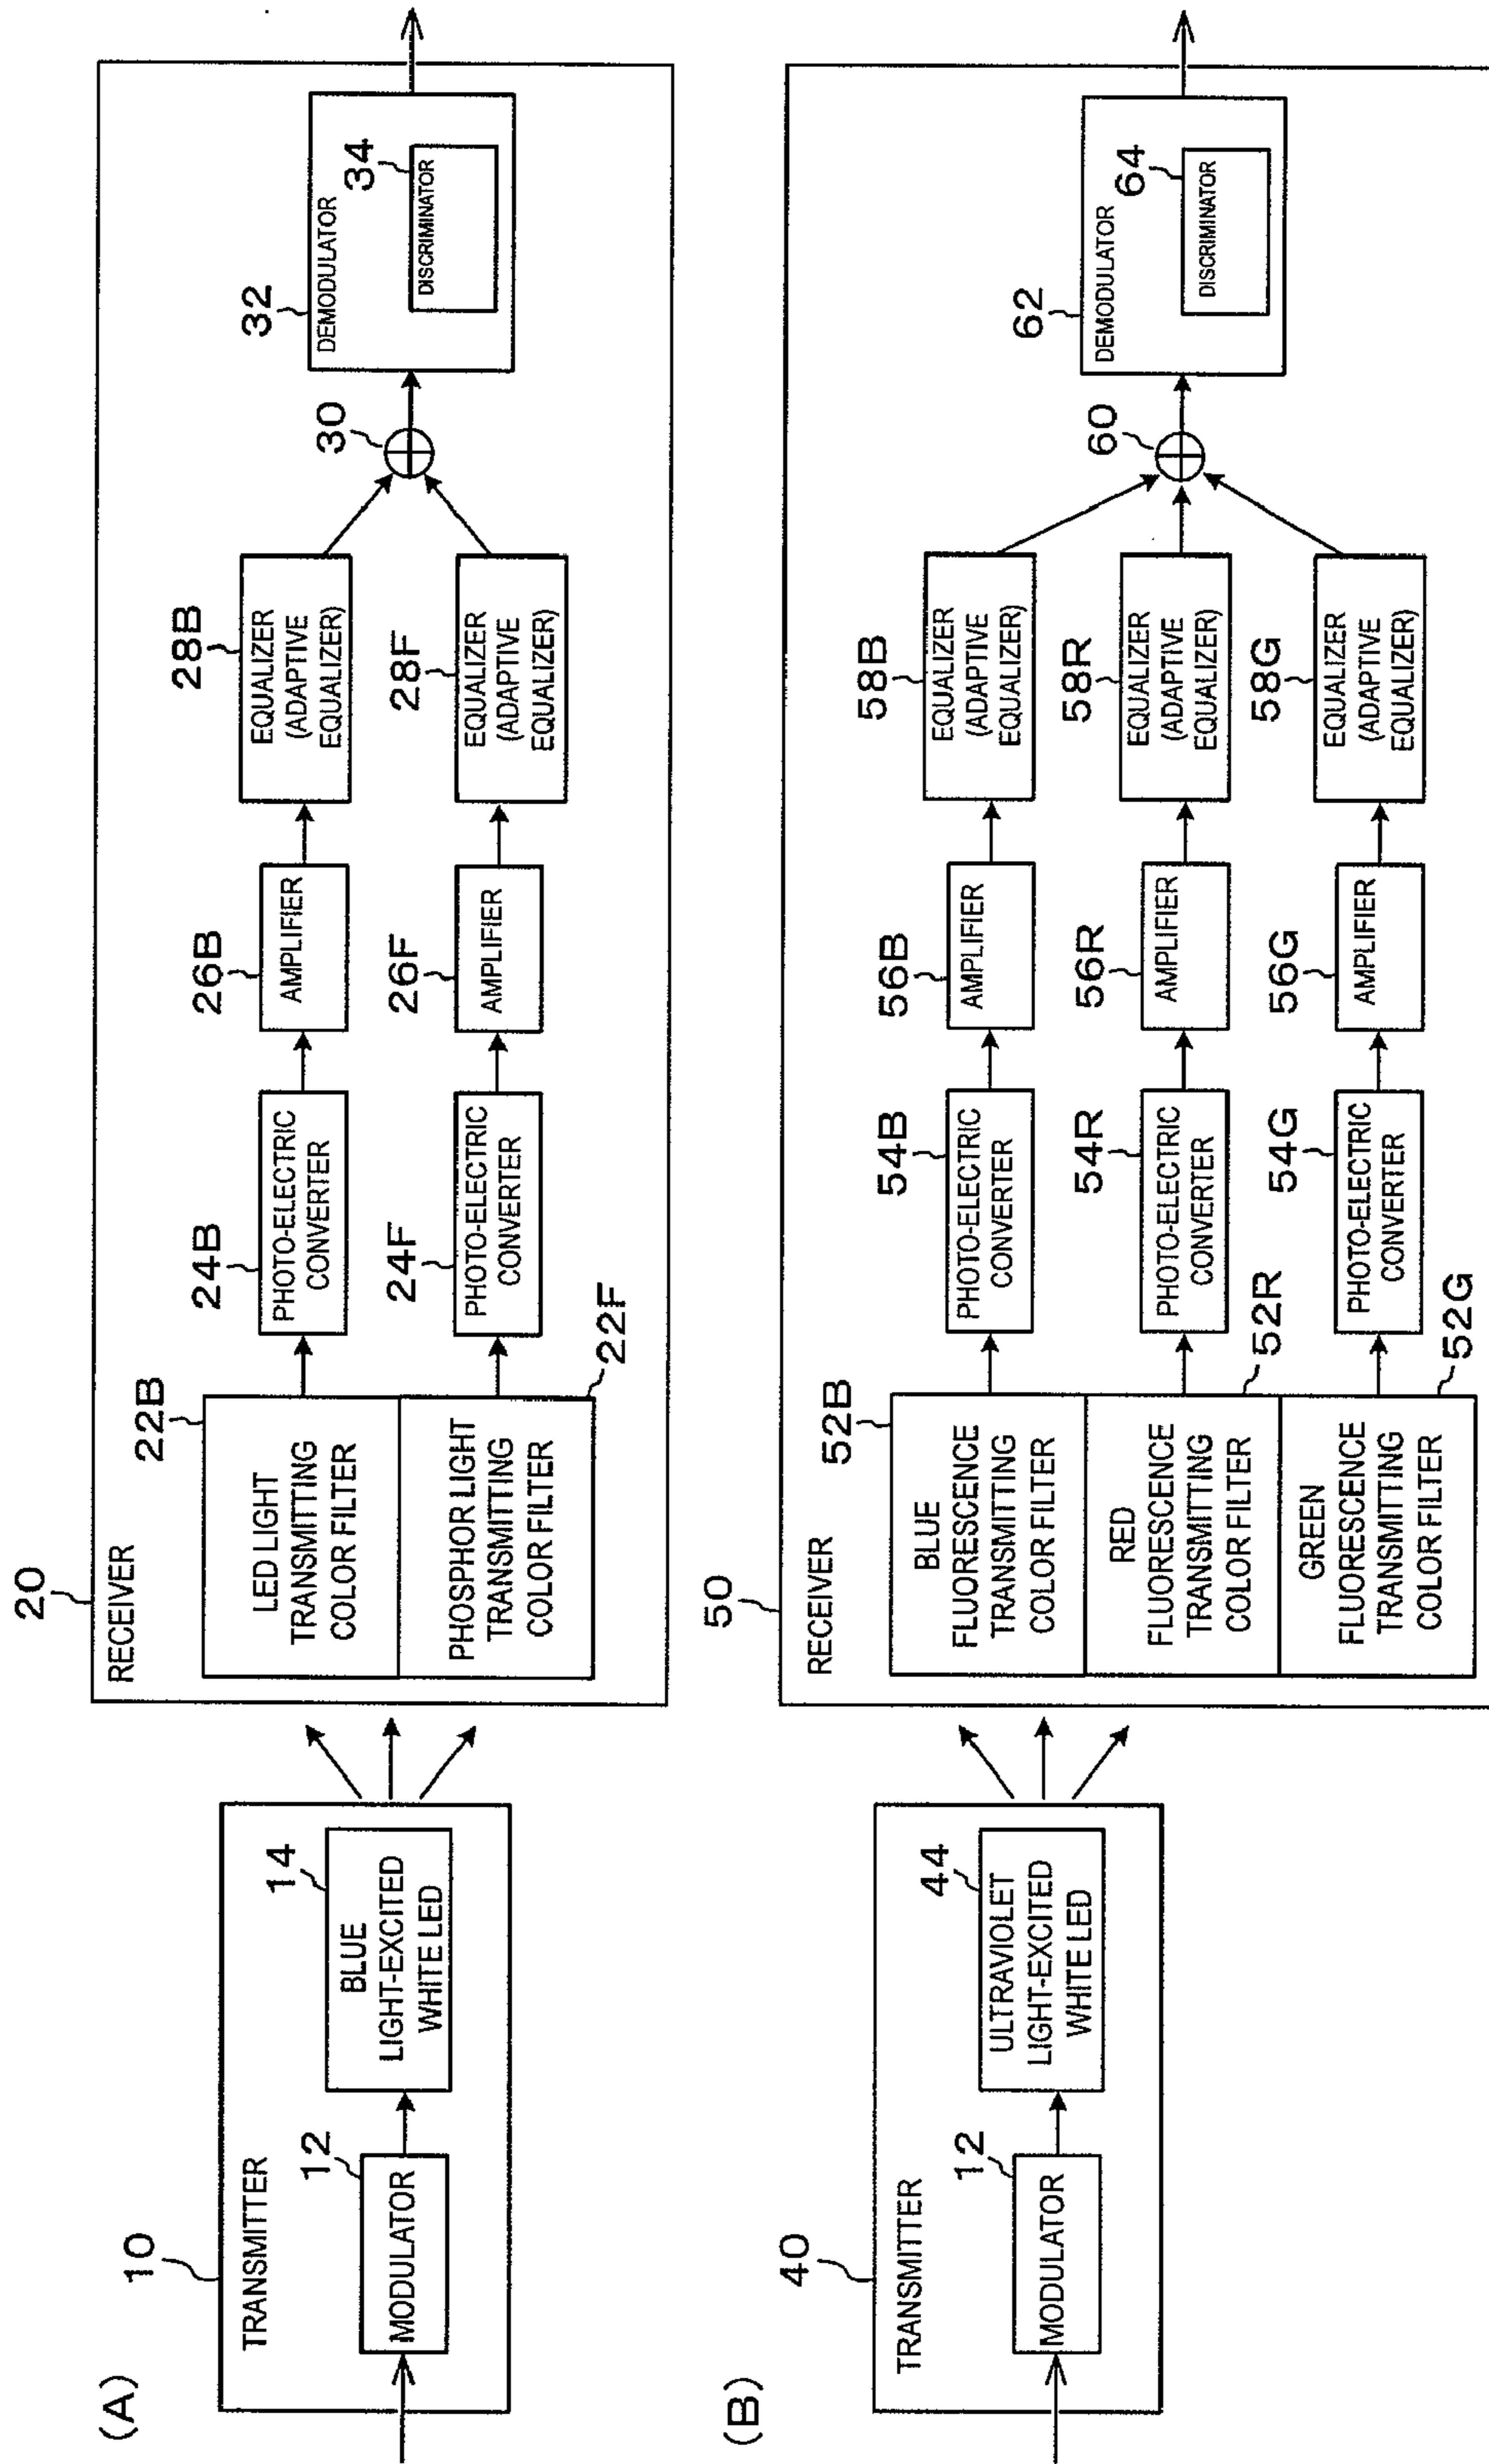 (A)
10
TRANSMITTER
12
MODULATOR
14
BLUE
LIGHT-EXCITED
WHITE LED
20
RECEIVER
22B
LED LIGHT
TRANSMITTING
COLOR FILTER
PHOSPHOR LIGHT
TRANSMITTING
COLOR FILTER
22F
24B
PHOTO-ELECTRIC
CONVERTER
24F
PHOTO-ELECTRIC
CONVERTER
26B
AMPLIFIER
26F
AMPLIFIER
28B
EQUALIZER
(ADAPTIVE
EQUALIZER)
28F
EQUALIZER
(ADAPTIVE
EQUALIZER)
30
32
DEMODULATOR
34
DISCRIMINATOR
(B)
40
TRANSMITTER
12
MODULATOR
44
ULTRAVIOLET
LIGHT-EXCITED
WHITE LED
50
RECEIVER
52B
BLUE
FLUORESCENCE
TRANSMITTING
COLOR FILTER
RED
FLUORESCENCE
TRANSMITTING
COLOR FILTER
52R
GREEN
FLUORESCENCE
TRANSMITTING
COLOR FILTER
52G
54B
PHOTO-ELECTRIC
CONVERTER
54R
PHOTO-ELECTRIC
CONVERTER
54G
PHOTO-ELECTRIC
CONVERTER
56B
AMPLIFIER
56R
AMPLIFIER
56G
AMPLIFIER
58B
EQUALIZER
(ADAPTIVE
EQUALIZER)
58R
EQUALIZER
(ADAPTIVE
EQUALIZER)
58G
EQUALIZER
(ADAPTIVE
EQUALIZER)
60
62
DEMODULATOR
64
DISCRIMINATOR